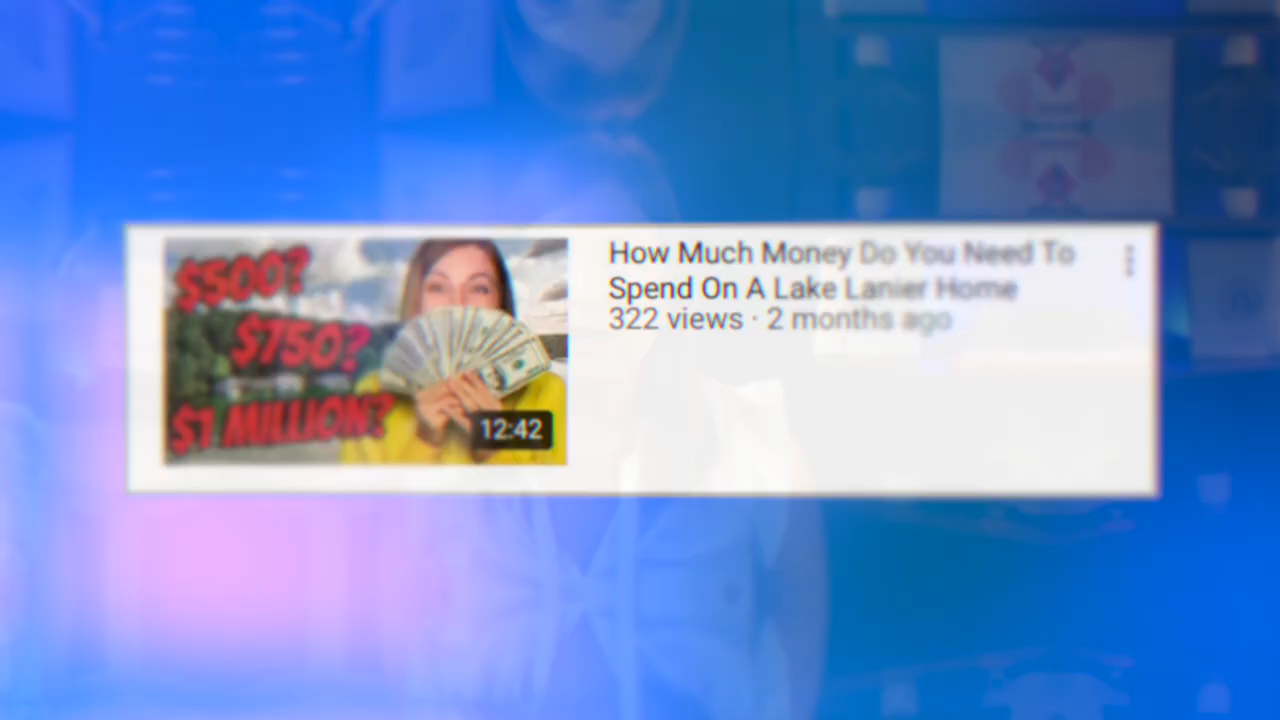 $500?
$750?
$1 MILLION?
12:42
How Much Money Do You Need To
Spend On A Lake Lanier Home
322 views · 2 months ago